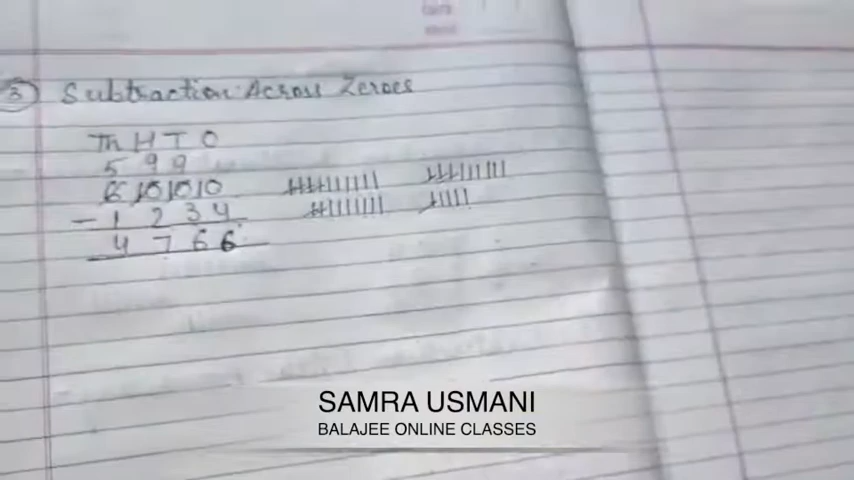 3 Subtraction Across Zeroes
Th H T O
5 9 9
6 10 10 10
- 1 2 3 4
4 7 6 6
SAMRA USMANI
BALAJEE ONLINE CLASSES